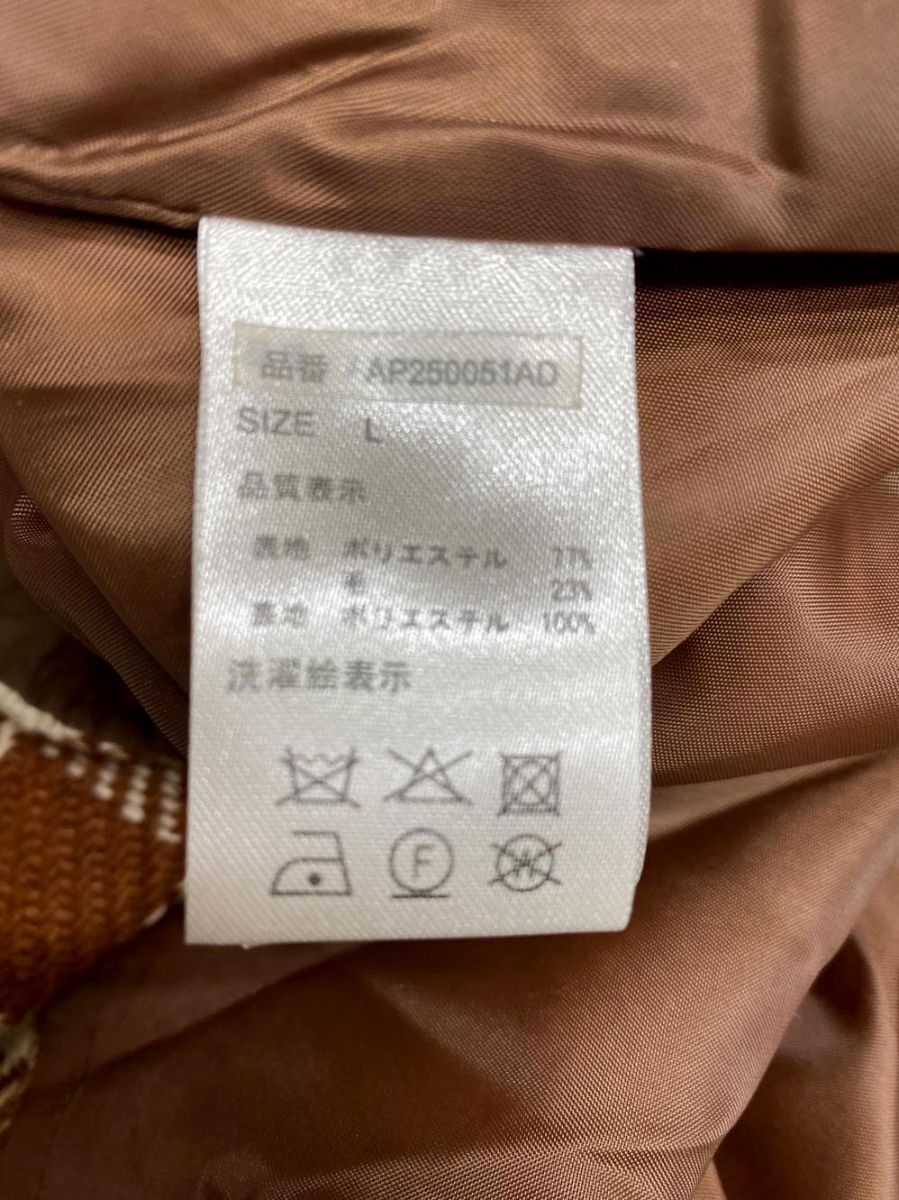 品番 AP250051AD
SIZE L
品質表示
表地 ポリエステル 77%
毛 23%
裏地 ポリエステル 100%
洗濯絵表示
F
W